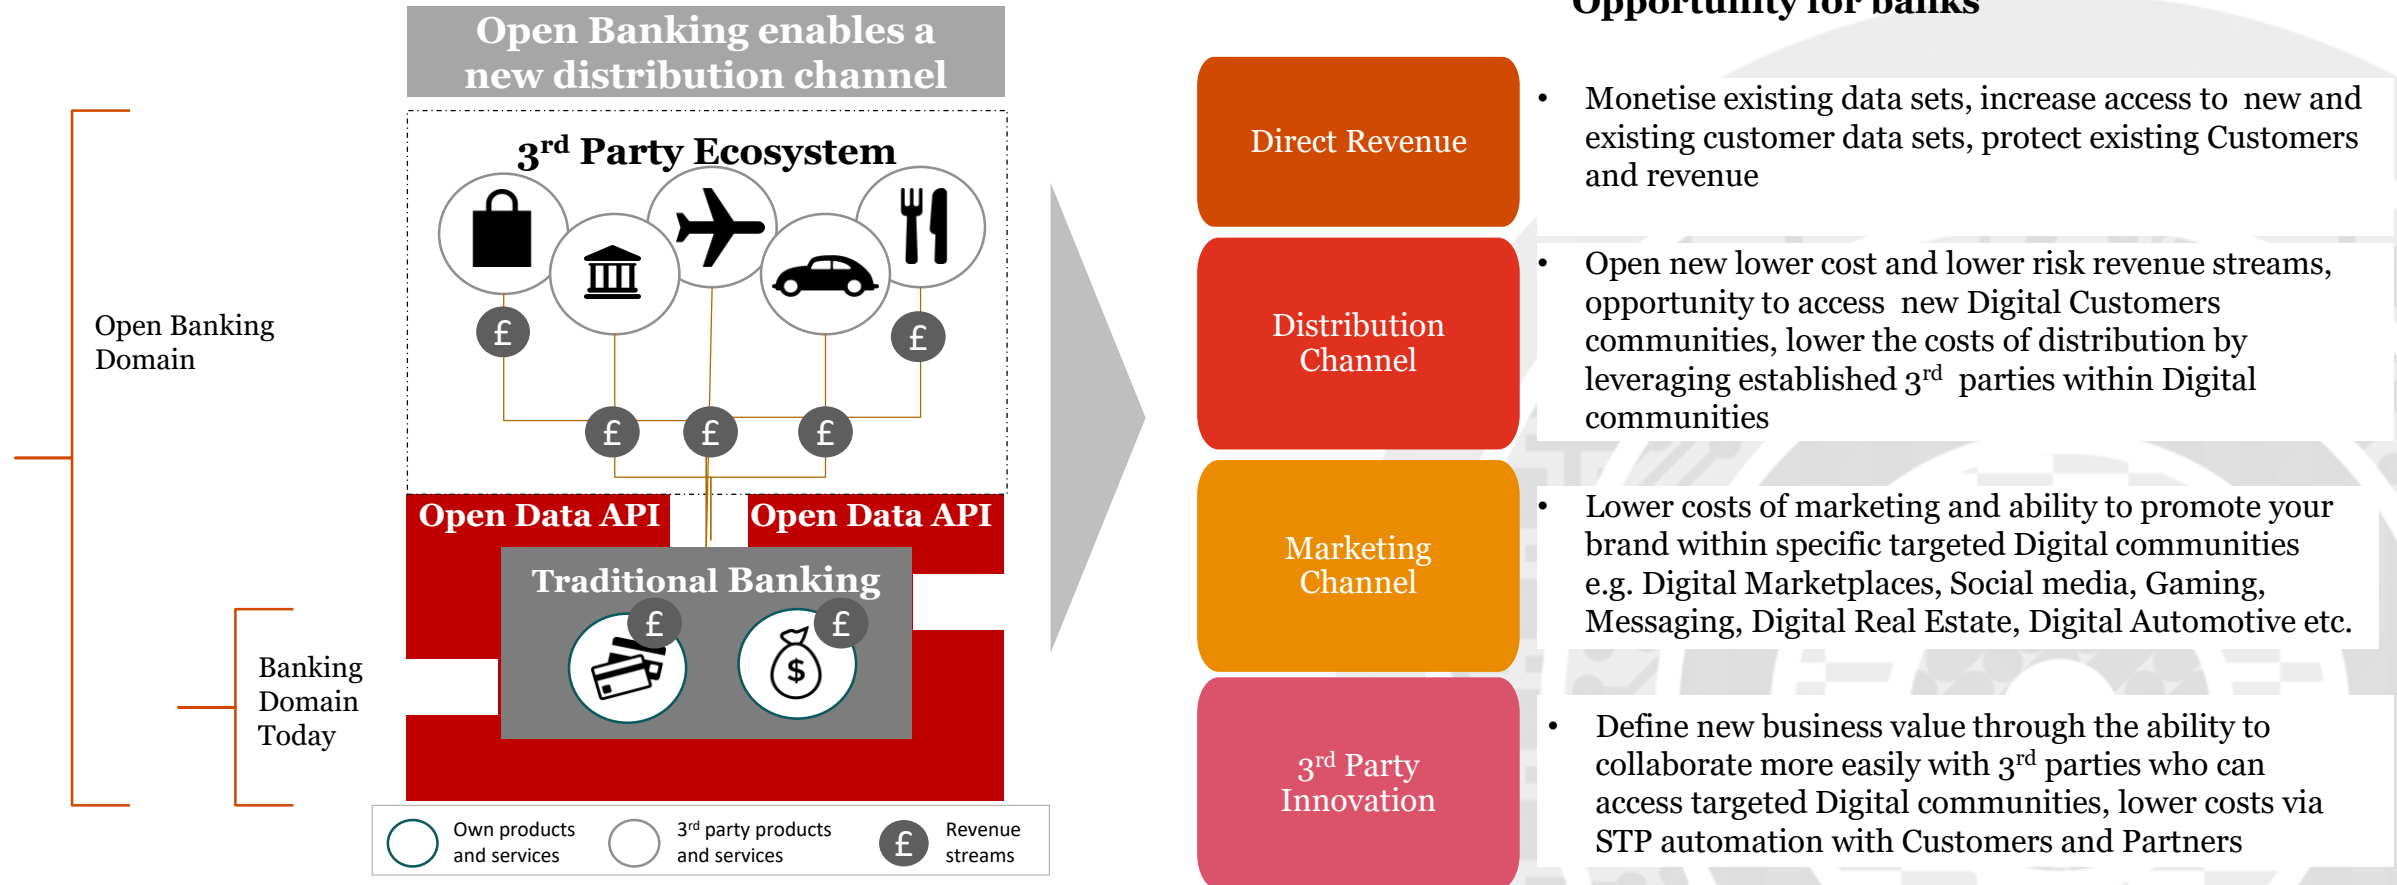 Opportunity for banks
Open Banking enables a
new distribution channel
3rd Party Ecosystem
£
£
£
£
£
Open Banking
Domain
Open Data API
Open Data API
Traditional Banking
£
£
$
Banking
Domain
Today
Own products
and services
3rd party products
and services
£
Revenue
streams
Direct Revenue
• Monetise existing data sets, increase access to new and
existing customer data sets, protect existing Customers
and revenue
Distribution
Channel
• Open new lower cost and lower risk revenue streams,
opportunity to access new Digital Customers
communities, lower the costs of distribution by
leveraging established 3rd parties within Digital
communities
Marketing
Channel
• Lower costs of marketing and ability to promote your
brand within specific targeted Digital communities
e.g. Digital Marketplaces, Social media, Gaming,
Messaging, Digital Real Estate, Digital Automotive etc.
3rd Party
Innovation
• Define new business value through the ability to
collaborate more easily with 3rd parties who can
access targeted Digital communities, lower costs via
STP automation with Customers and Partners